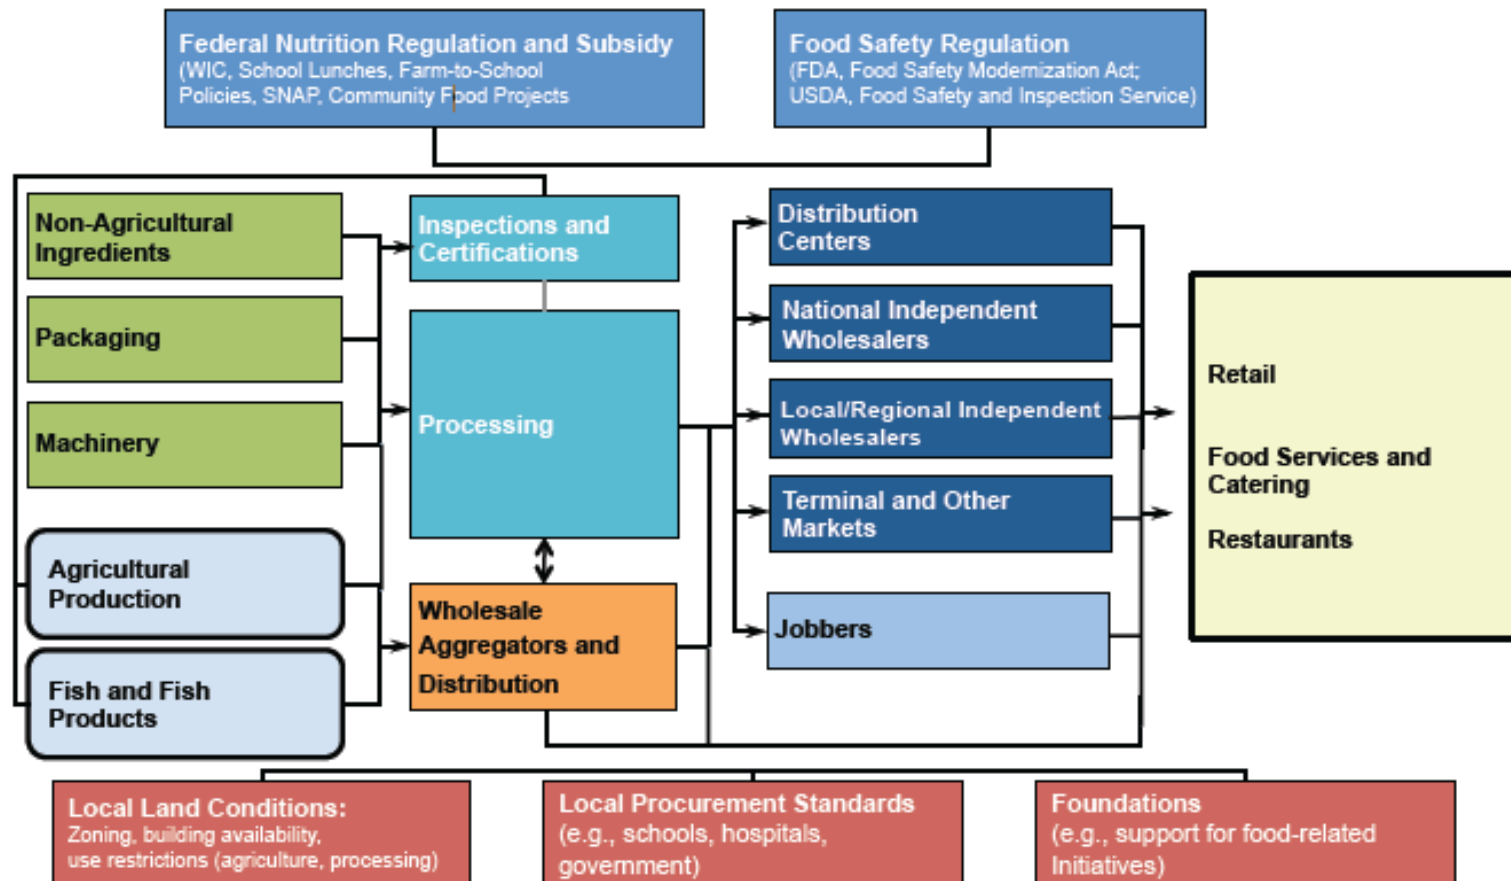 Federal Nutrition Regulation and Subsidy
(WIC, School Lunches, Farm-to-School
Policies, SNAP, Community Food Projects
Food Safety Regulation
(FDA, Food Safety Modernization Act;
USDA, Food Safety and Inspection Service)
Non-Agricultural
Ingredients
Packaging
Machinery
Agricultural
Production
Fish and Fish
Products
Inspections and
Certifications
Processing
Wholesale
Aggregators and
Distribution
Distribution
Centers
National Independent
Wholesalers
Local/Regional Independent
Wholesalers
Terminal and Other
Markets
Jobbers
Retail
Food Services and
Catering
Restaurants
Local Land Conditions:
Zoning, building availability,
use restrictions (agriculture, processing)
Local Procurement Standards
(e.g., schools, hospitals,
government)
Foundations
(e.g., support for food-related
Initiatives)